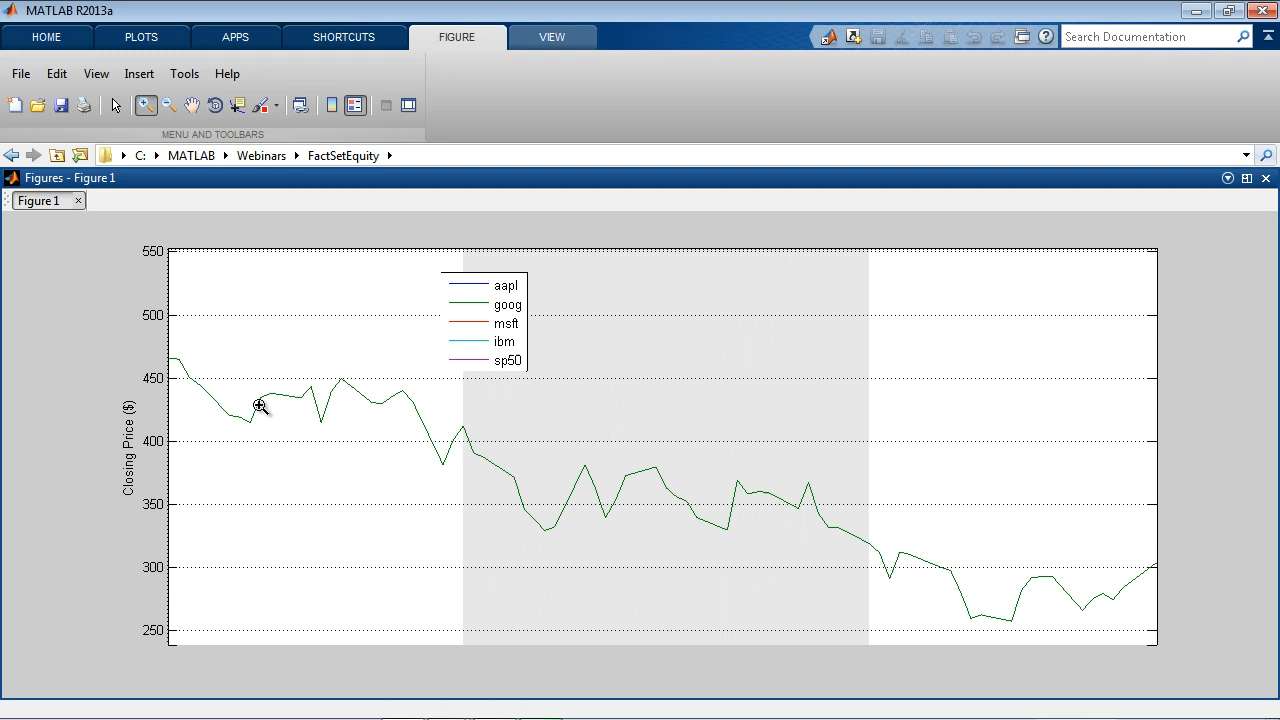 MATLAB R2013a
HOME PLOTS APPS SHORTCUTS FIGURE VIEW Search Documentation
File Edit View Insert Tools Help
MENU AND TOOLBARS
C: MATLAB Webinars FactSetEquity
Figures - Figure 1
Figure 1
550
500
450
400
350
300
250
Closing Price ($)
aapl
goog
msft
ibm
sp50